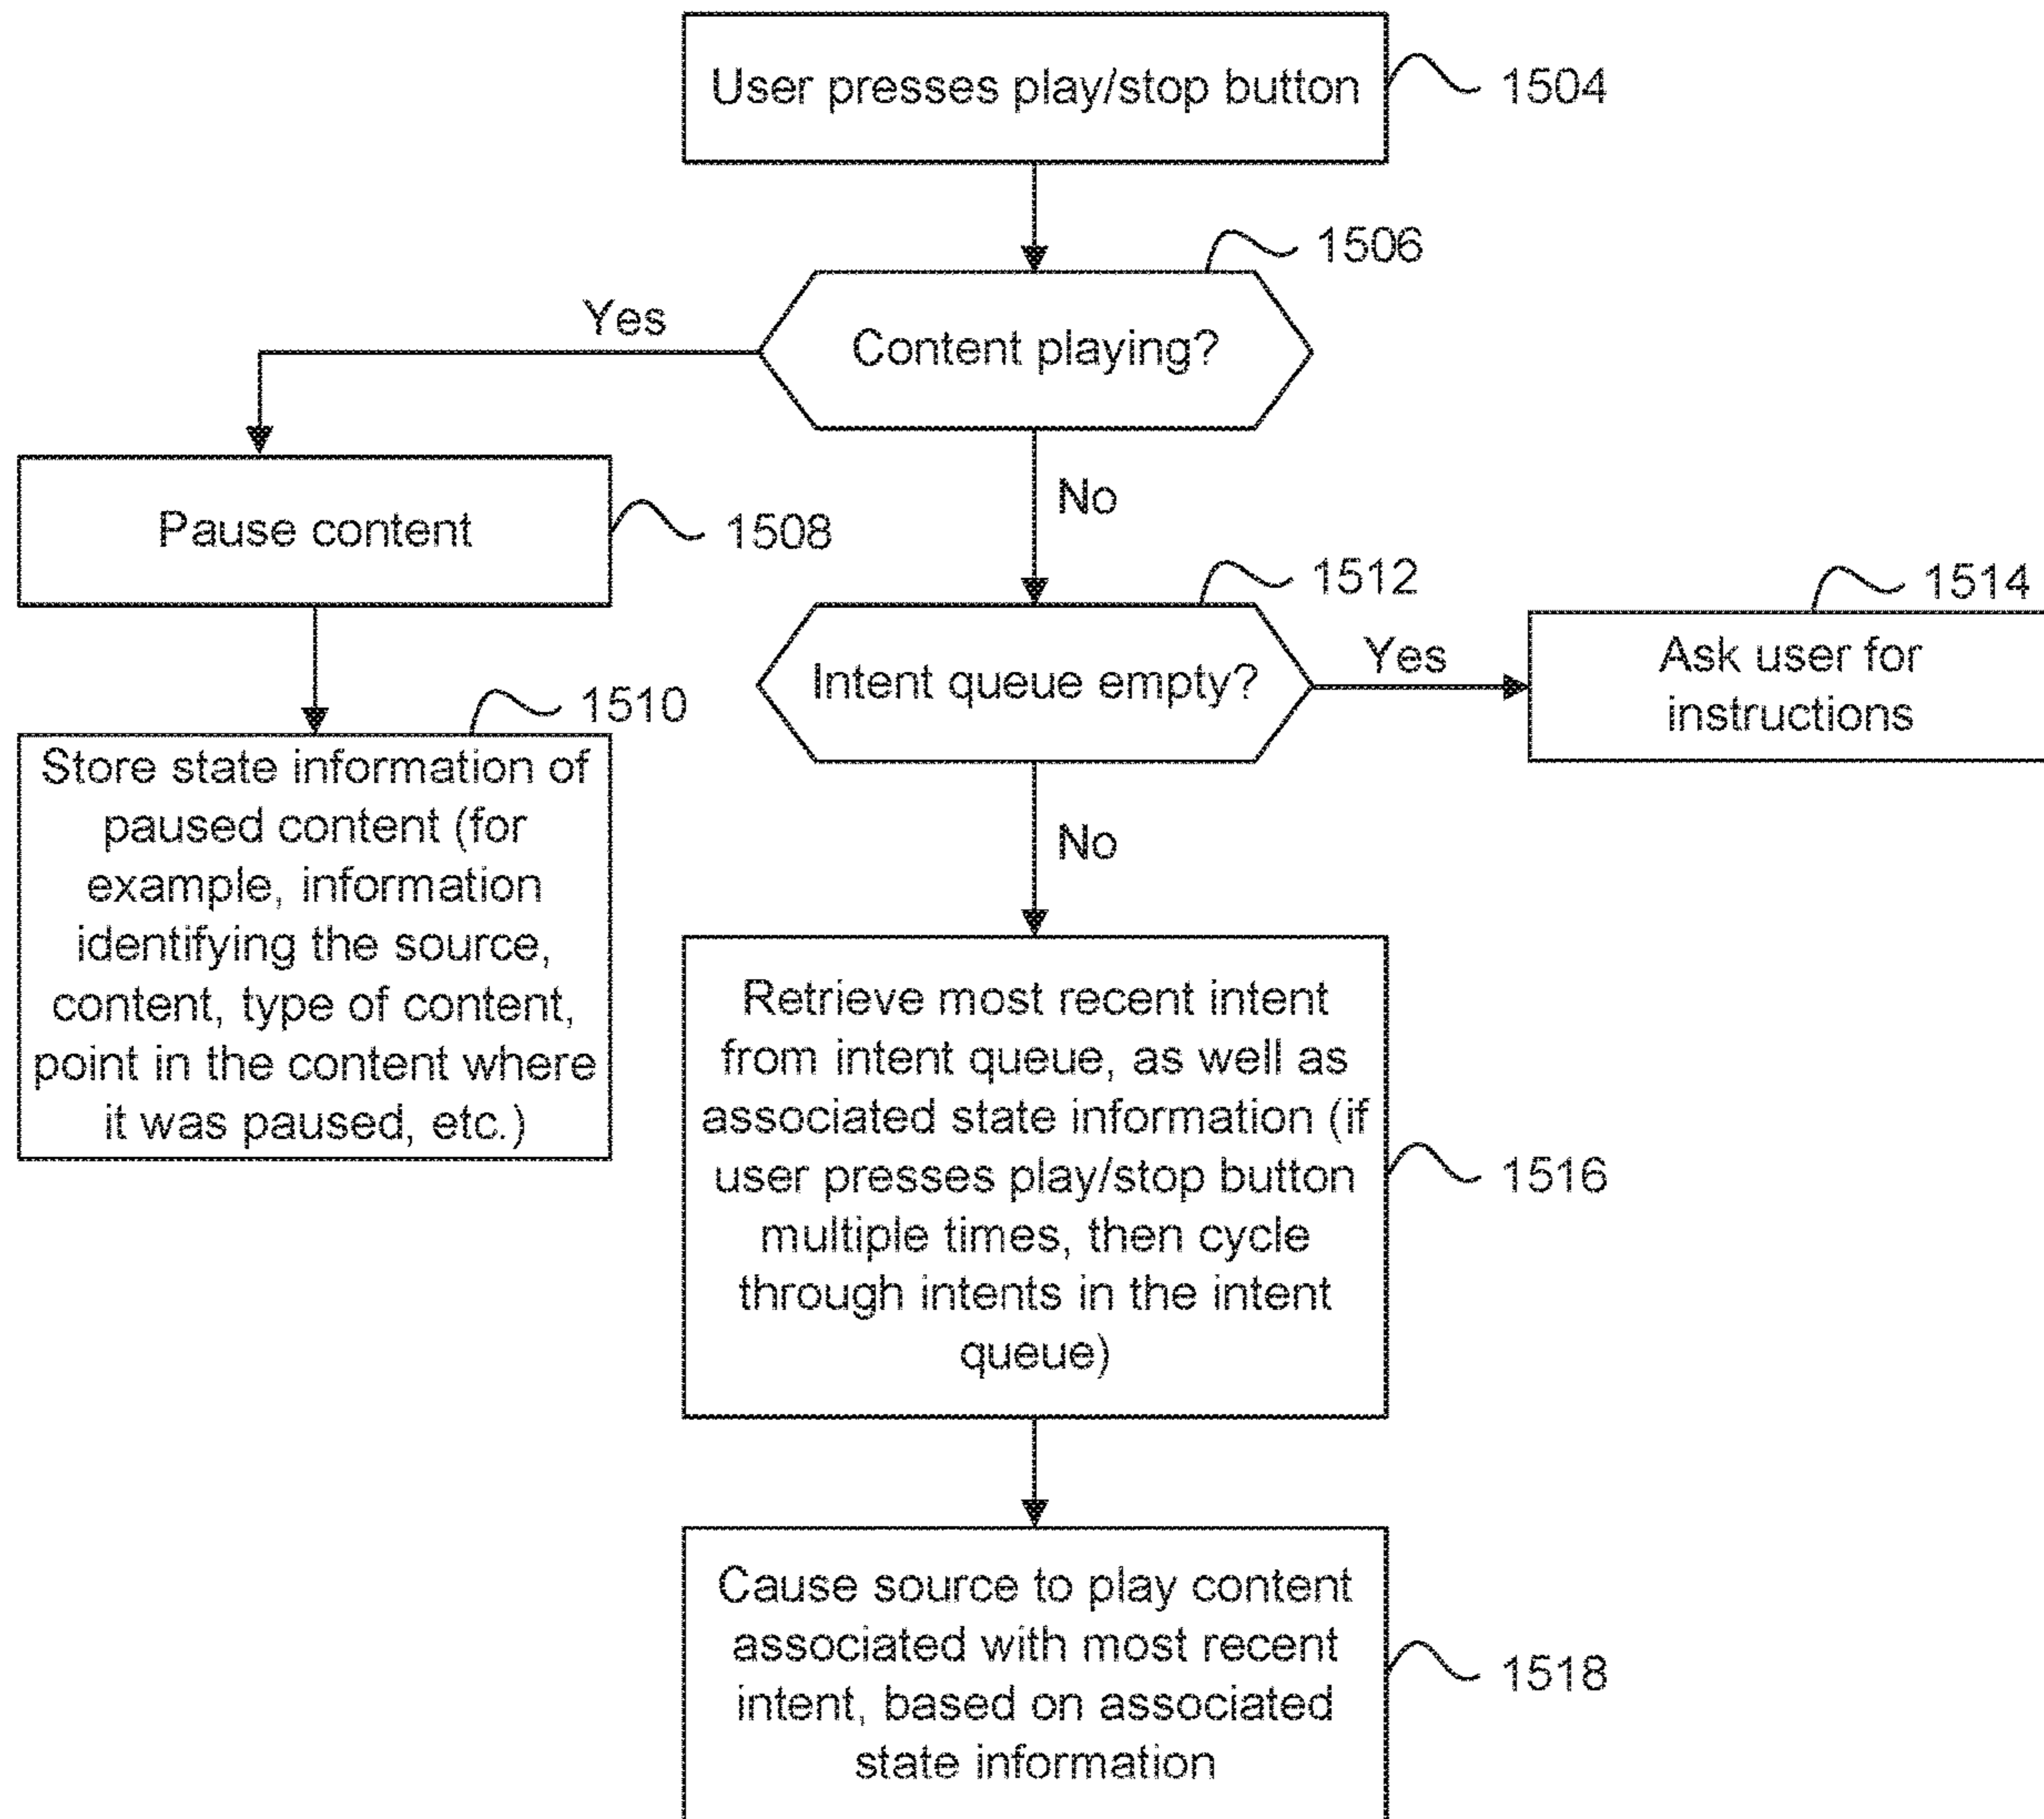 User presses play/stop button
1504
1506
Content playing?
Yes
No
Pause content
1508
1510
Store state information of
paused content (for
example, information
identifying the source,
content, type of content,
point in the content where
it was paused, etc.)
1512
Intent queue empty?
Yes
1514
Ask user for
instructions
No
Retrieve most recent intent
from intent queue, as well as
associated state information (if
user presses play/stop button
multiple times, then cycle
through intents in the intent
queue)
1516
Cause source to play content
associated with most recent
intent, based on associated
state information
1518